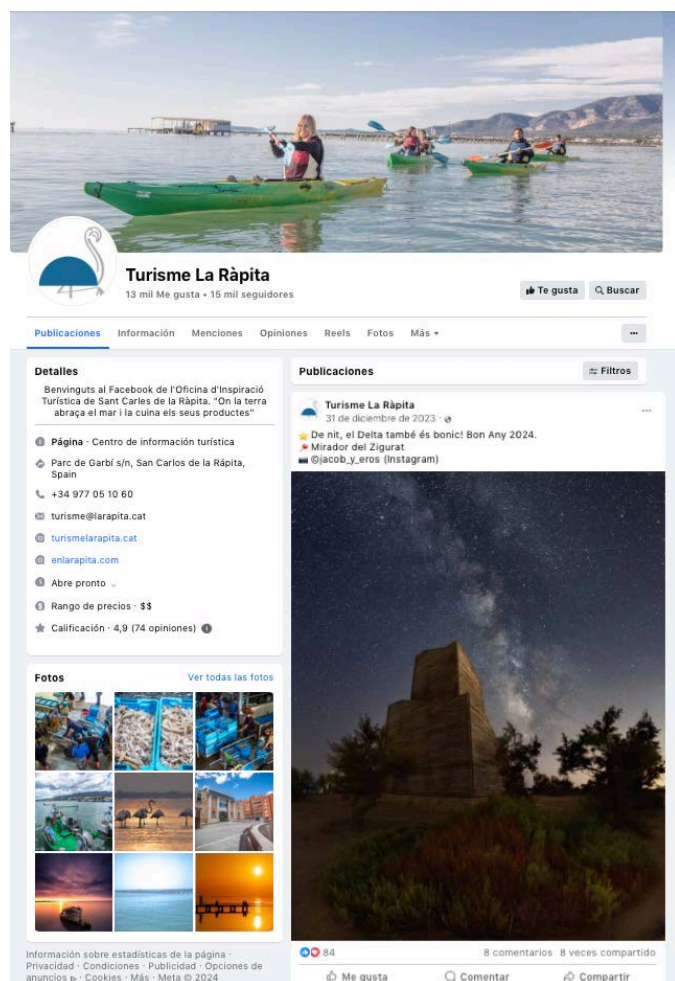 Turisme La Ràpita
13 mil Me gusta • 15 mil seguidores
Te gusta
Buscar
Publicaciones
Información
Menciones
Opiniones
Reels
Fotos
Más
Detalles
Benvinguts al Facebook de l'Oficina d'Inspiració
Turística de Sant Carles de la Ràpita. "On la terra
abraça el mar i la cuina els seus productes"
Página · Centro de información turística
Parc de Garbí s/n, San Carlos de la Rápita,
Spain
+34 977 05 10 60
turisme@larapita.cat
turismelarapita.cat
enlarapita.com
Abre pronto
Rango de precios · $$
Calificación · 4,9 (74 opiniones)
Fotos
Ver todas las fotos
Información sobre estadísticas de la página ·
Privacidad · Condiciones · Publicidad · Opciones de
anuncios · Cookies · Más · Meta © 2024
Publicaciones
Filtros
Turisme La Ràpita
31 de diciembre de 2023 ·
De nit, el Delta també és bonic! Bon Any 2024.
Mirador del Zigurat
©jacob_y_eros (Instagram)
84
8 comentarios
8 veces compartido
Me gusta
Comentar
Compartir